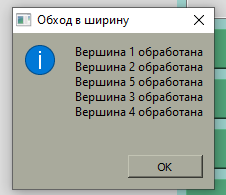 Обход в ширину
Вершина 1 обработана
Вершина 2 обработана
Вершина 5 обработана
Вершина 3 обработана
Вершина 4 обработана
OK